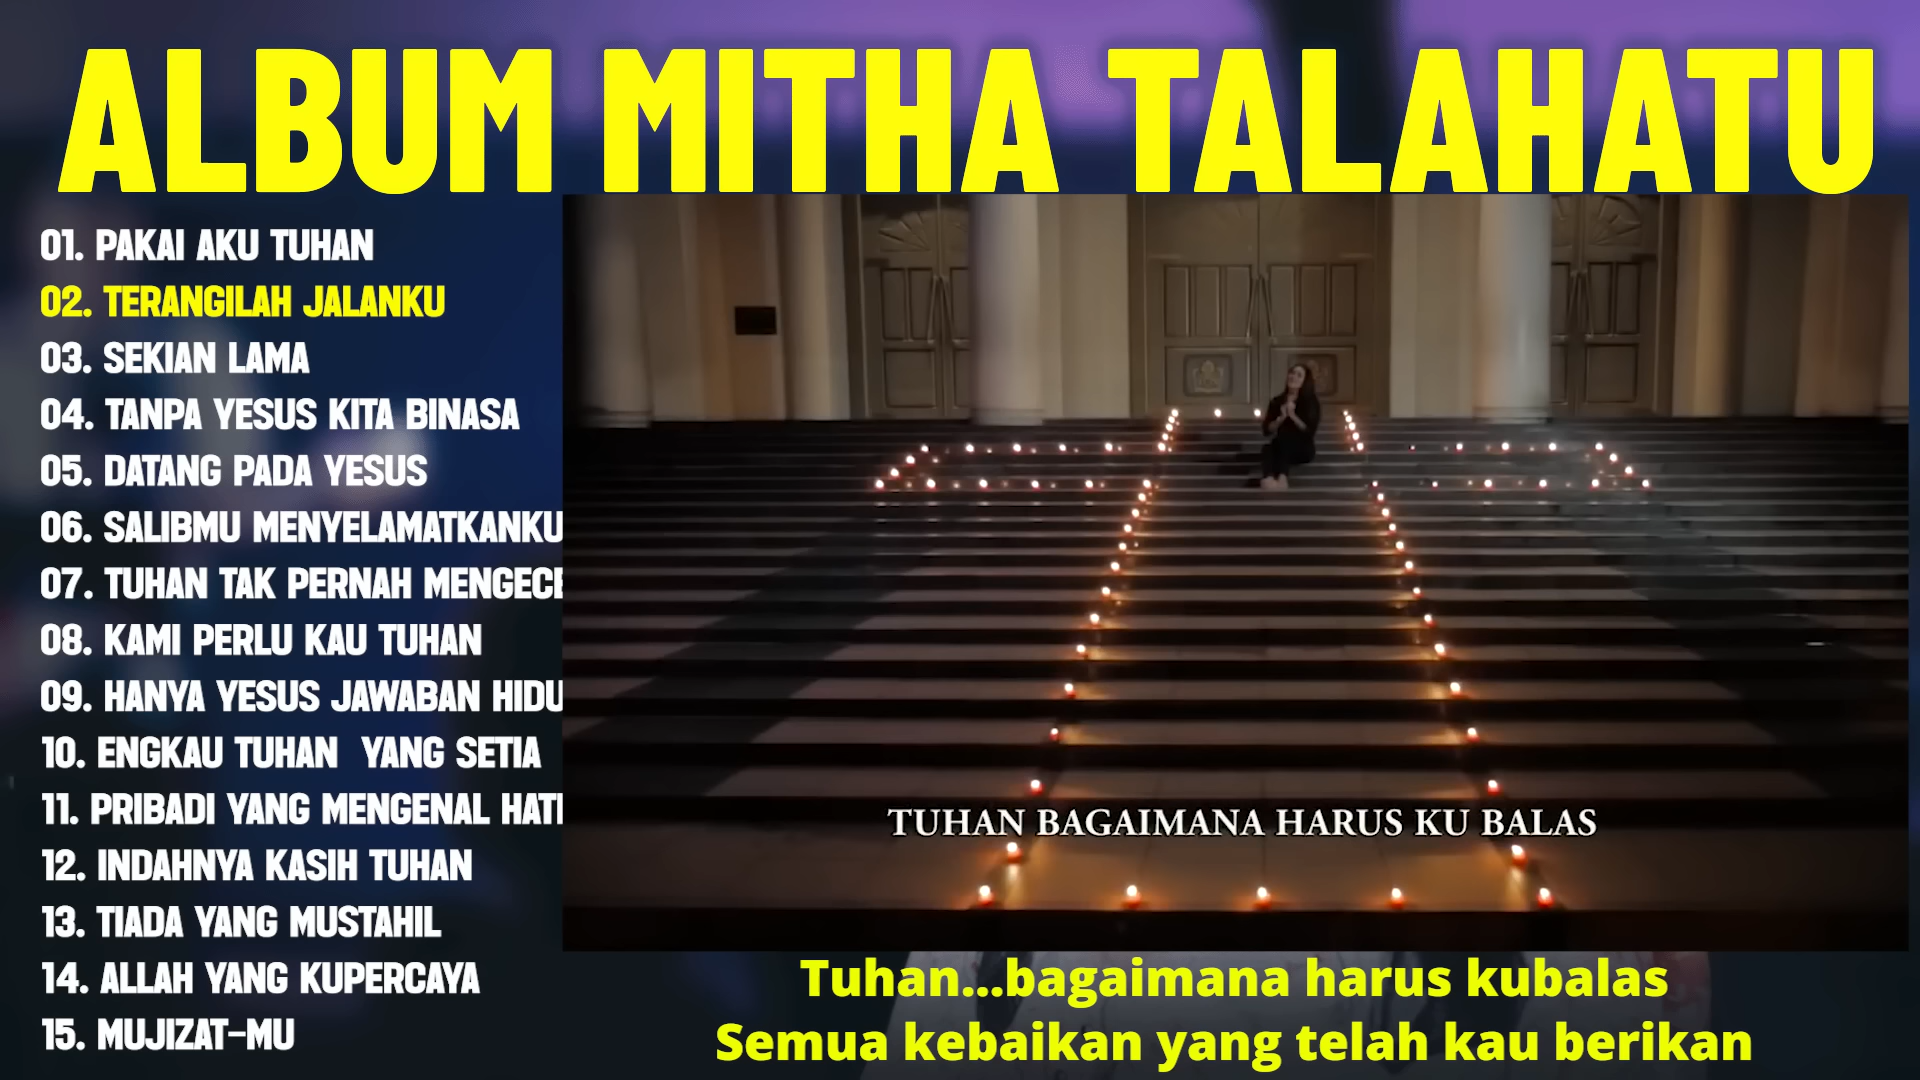 ALBUM MITHA TALAHATU
01. PAKAI AKU TUHAN
02. TERANGILAH JALANKU
03. SEKIAN LAMA
04. TANPA YESUS KITA BINASA
05. DATANG PADA YESUS
06. SALIBMU MENYELAMATKANKU
07. TUHAN TAK PERNAH
08. KAMI PERLU KAU TUHAN
09. HANYA YESUS JAWABAN HIDU
10. ENGKAU TUHAN YANG SETIA
11. PRIBADI YANG MENGENAL HATI
12. INDAHNYA KASIH TUHAN
13. TIADA YANG MUSTAHIL
14. ALLAH YANG KUPERCAYA
15. MUJIZAT-MU
TUHAN BAGAIMANA HARUS KU BALAS
Tuhan...bagaimana harus kubalas
Semua kebaikan yang telah kau berikan